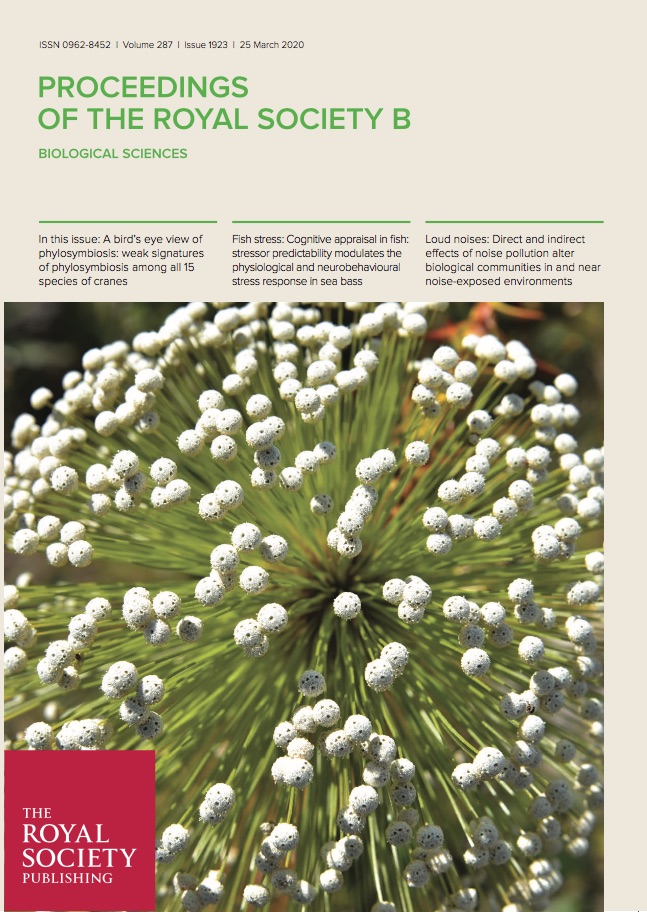 ISSN 0962-8452 | Volume 287 | Issue 1923 | 25 March 2020
PROCEEDINGS
OF THE ROYAL SOCIETY B
BIOLOGICAL SCIENCES
In this issue: A bird's eye view of
phylosymbiosis: weak signatures
of phylosymbiosis among all 15
species of cranes
Fish stress: Cognitive appraisal in fish:
stressor predictability modulates the
physiological and neurobehavioural
stress response in sea bass
Loud noises: Direct and indirect
effects of noise pollution alter
biological communities in and near
noise-exposed environments
THE
ROYAL
SOCIETY
PUBLISHING